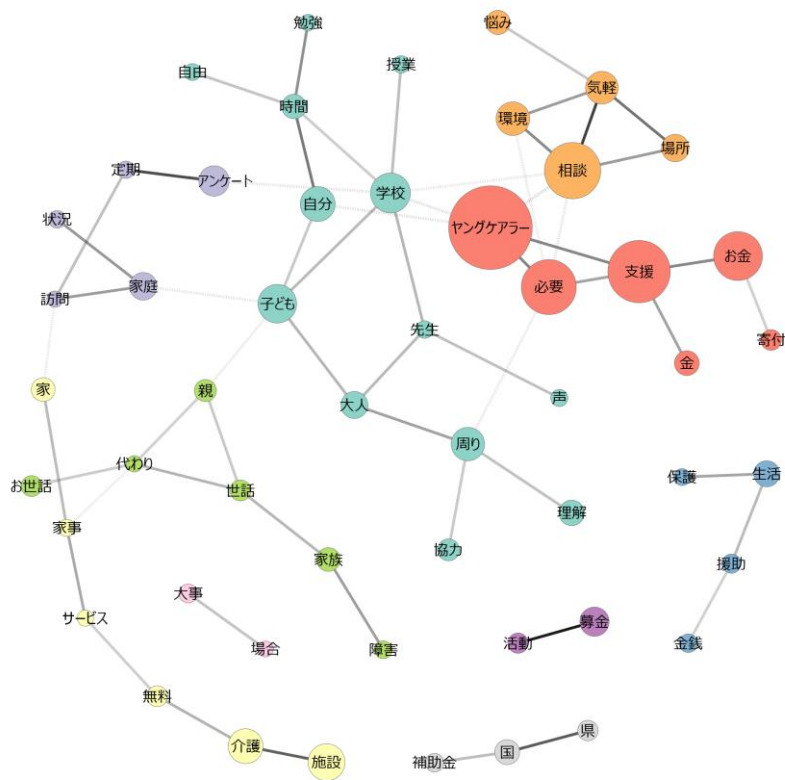 勉強
悩み
自由
授業
時間
気軽
環境
場所
定期
アンケート
相談
学校
自分
状況
ヤングケアラー
お金
支援
家庭
必要
訪問
子ども
先生
寄付
金
家
親
声
大人
周り
代わり
お世話
世話
保護
生活
家事
理解
協力
家族
援助
大事
サービス
募金
場合
障害
活動
金銭
無料
介護
施設
県
国
補助金